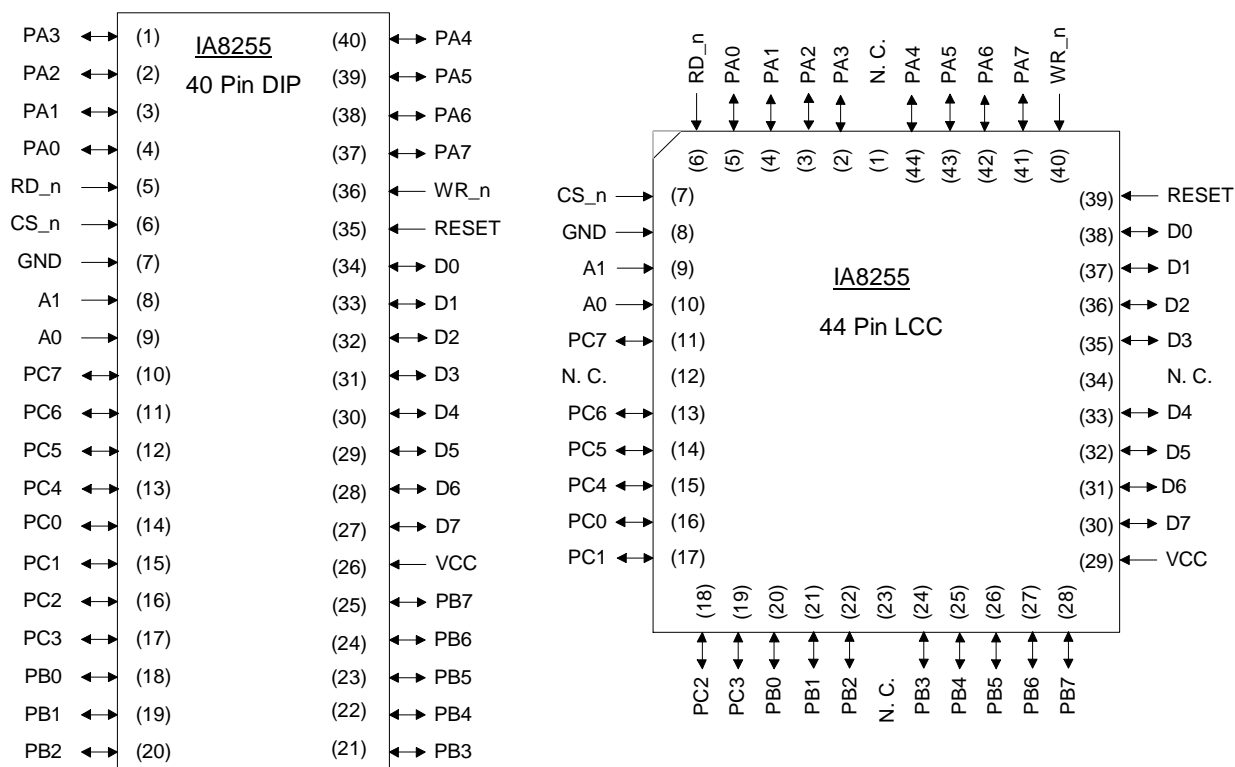 IA8255
40 Pin DIP
PA3 (1) (40) PA4
PA2 (2) (39) PA5
PA1 (3) (38) PA6
PA0 (4) (37) PA7
RD_n (5) (36) WR_n
CS_n (6) (35) RESET
GND (7) (34) D0
A1 (8) (33) D1
A0 (9) (32) D2
PC7 (10) (31) D3
PC6 (11) (30) D4
PC5 (12) (29) D5
PC4 (13) (28) D6
PC0 (14) (27) D7
PC1 (15) (26) VCC
PC2 (16) (25) PB7
PC3 (17) (24) PB6
PB0 (18) (23) PB5
PB1 (19) (22) PB4
PB2 (20) (21) PB3
RD_n PA0 PA1 PA2 PA3 N. C. PA4 PA5 PA6 PA7 WR_n
(6) (5) (4) (3) (2) (1) (44) (43) (42) (41) (40)
CS_n (7) (39) RESET
GND (8) (38) D0
A1 (9) (37) D1
IA8255
A0 (10) (36) D2
44 Pin LCC
PC7 (11) (35) D3
N. C. (12) (34) N. C.
PC6 (13) (33) D4
PC5 (14) (32) D5
PC4 (15) (31) D6
PC0 (16) (30) D7
PC1 (17) (29) VCC
(18) (19) (20) (21) (22) (23) (24) (25) (26) (27) (28)
PC2 PC3 PB0 PB1 PB2 N. C. PB3 PB4 PB5 PB6 PB7